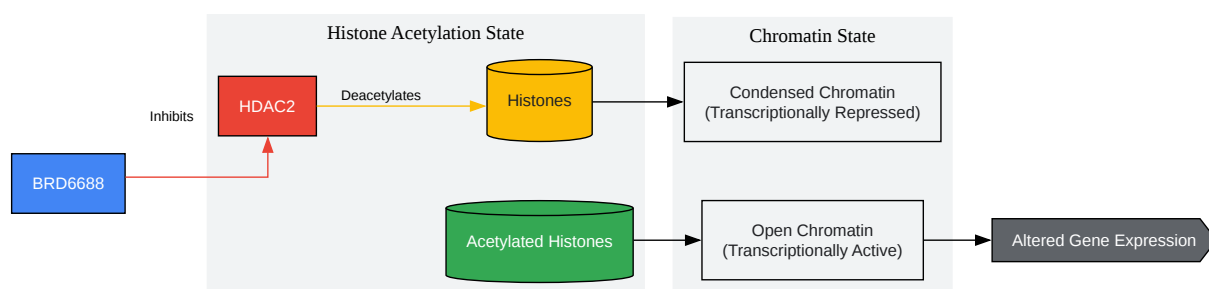 Histone Acetylation State
Chromatin State
Inhibits
HDAC2
Deacetylates
Histones
Condensed Chromatin
(Transcriptionally Repressed)
BRD6688
Acetylated Histones
Open Chromatin
(Transcriptionally Active)
Altered Gene Expression